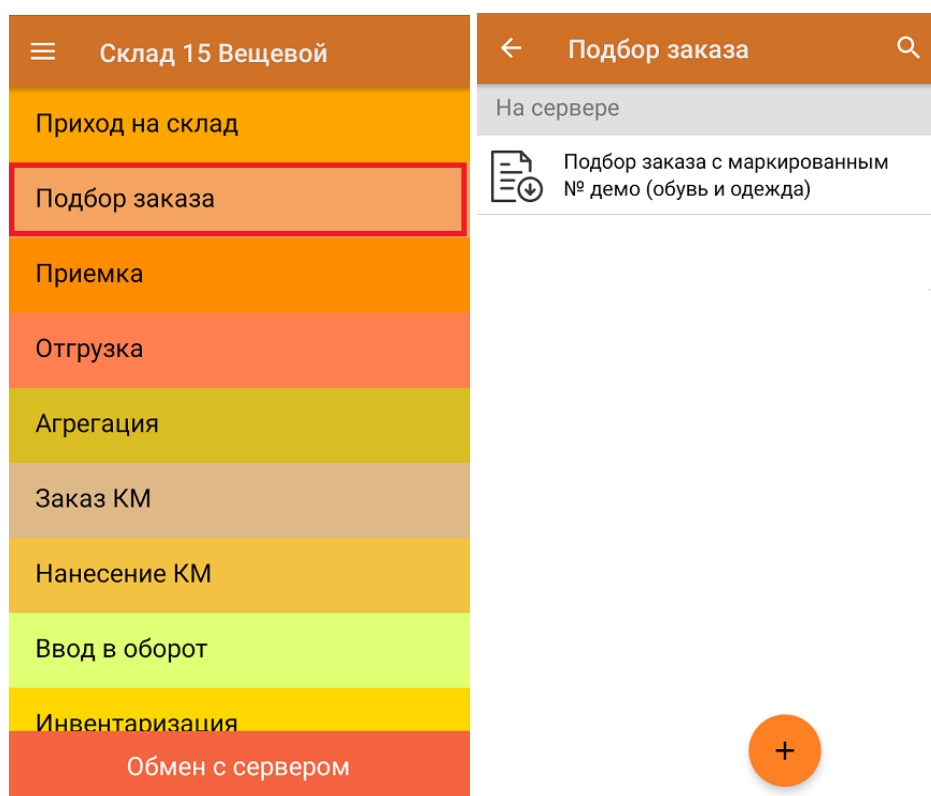 Склад 15 Вещевой
Приход на склад
Подбор заказа
Приемка
Отгрузка
Агрегация
Заказ КМ
Нанесение КМ
Ввод в оборот
Инвентаризация
Обмен с сервером
Подбор заказа
На сервере
Подбор заказа с маркированным
№ демо (обувь и одежда)
+